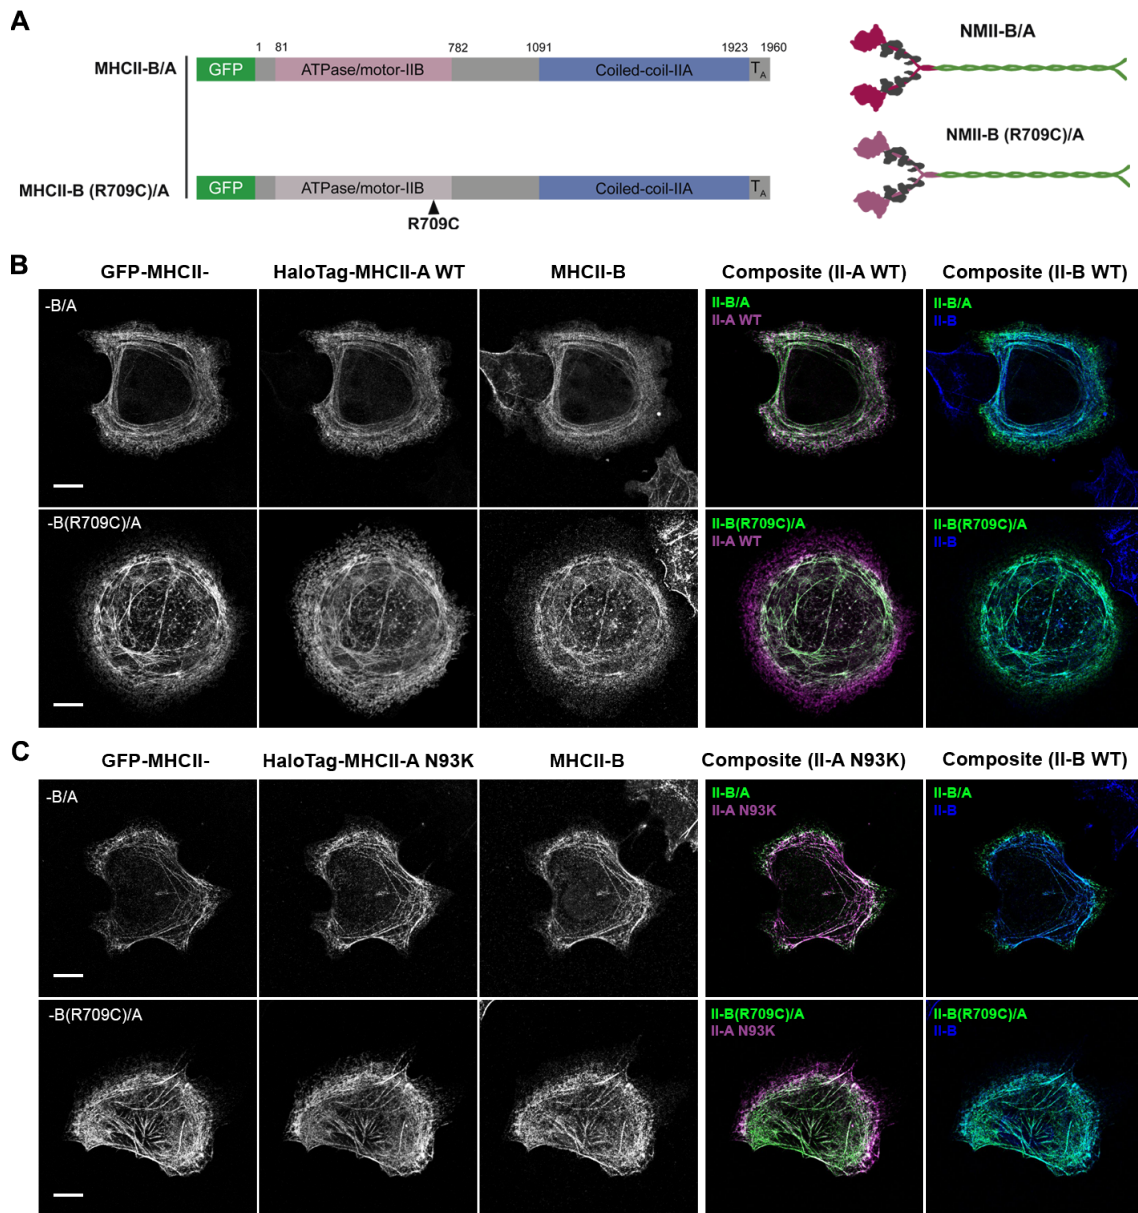 A
1 81 782 1091 1923 1960
MHCII-B/A
GFP ATPase/motor-IIB Coiled-coil-IIA TA
NMII-B/A
MHCII-B (R709C)/A
GFP ATPase/motor-IIB Coiled-coil-IIA TA
R709C
NMII-B (R709C)/A
B
GFP-MHCII- HaloTag-MHCII-A WT MHCII-B Composite (II-A WT) Composite (II-B WT)
-B/A
II-B/A
II-A WT
II-B/A
II-B
-B(R709C)/A
II-B(R709C)/A
II-A WT
II-B(R709C)/A
II-B
C
GFP-MHCII- HaloTag-MHCII-A N93K MHCII-B Composite (II-A N93K) Composite (II-B WT)
-B/A
II-B/A
II-A N93K
II-B/A
II-B
-B(R709C)/A
II-B(R709C)/A
II-A N93K
II-B(R709C)/A
II-B